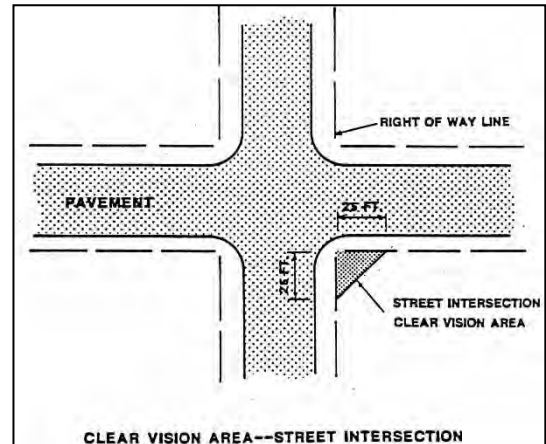 RIGHT OF WAY LINE
PAVEMENT
25 FT.
25 FT.
STREET INTERSECTION
CLEAR VISION AREA
CLEAR VISION AREA--STREET INTERSECTION